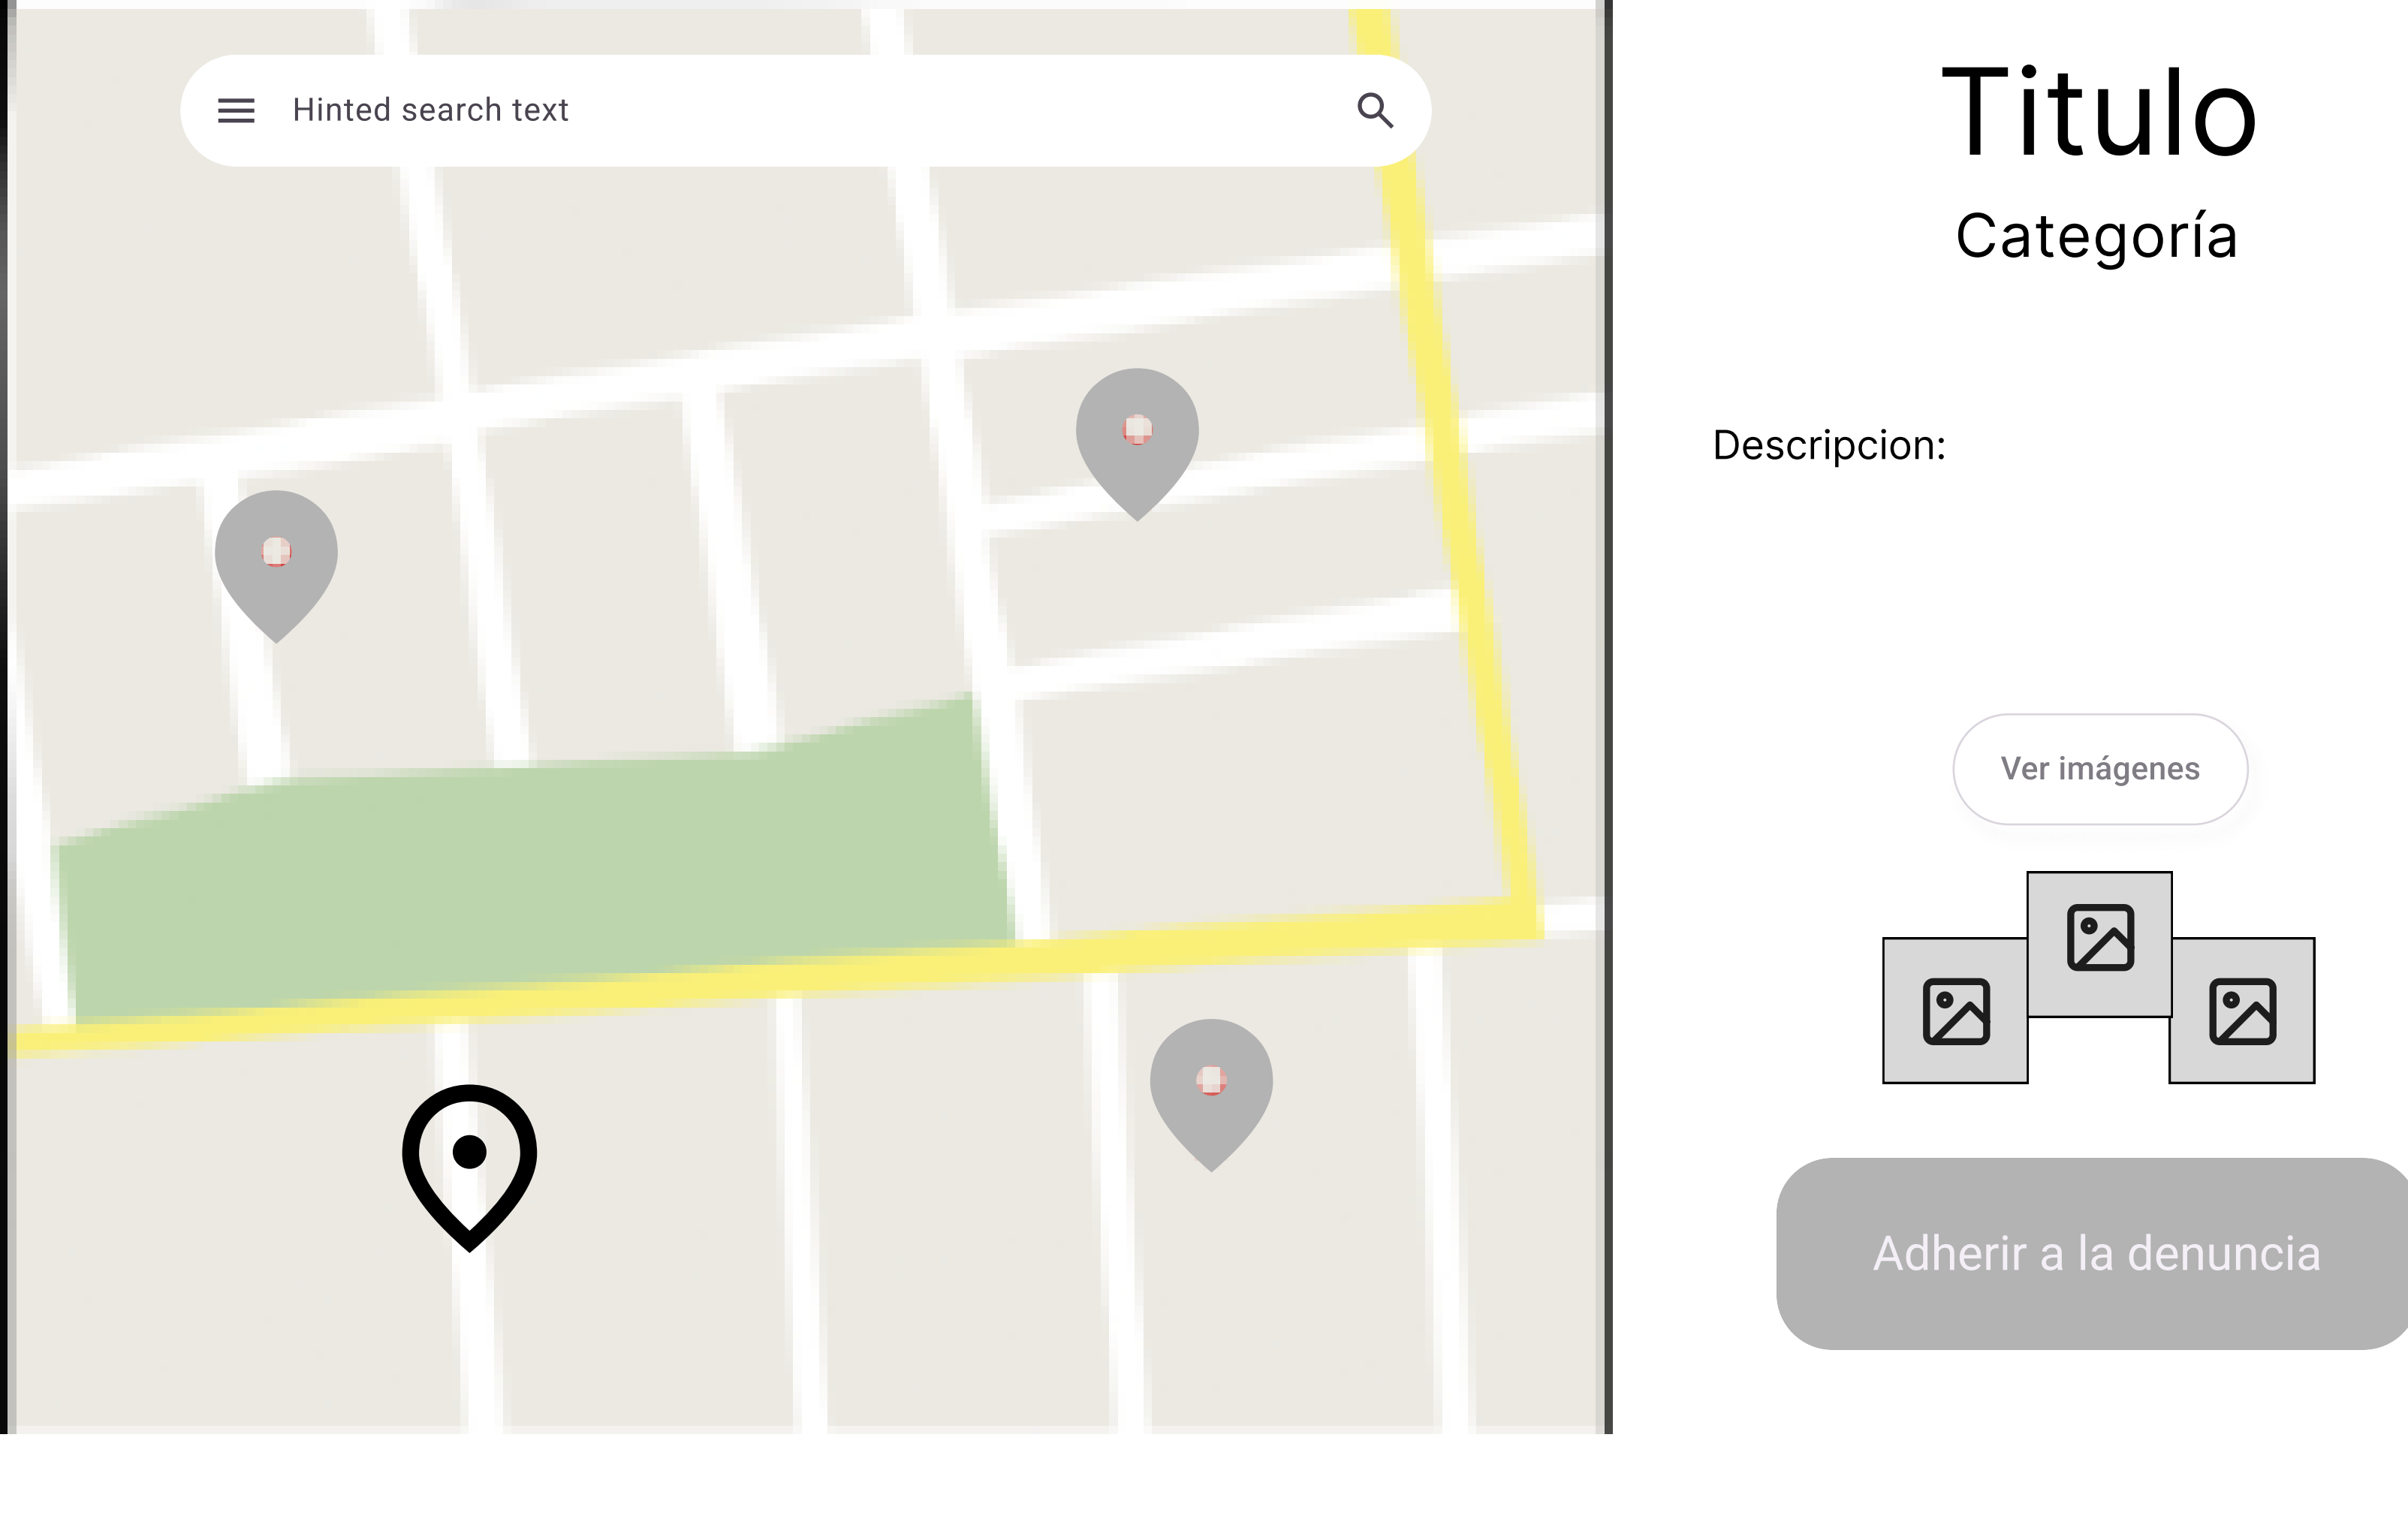 Hinted search text
Titulo
Categoría
Descripcion:
Ver imágenes
Adherir a la denuncia